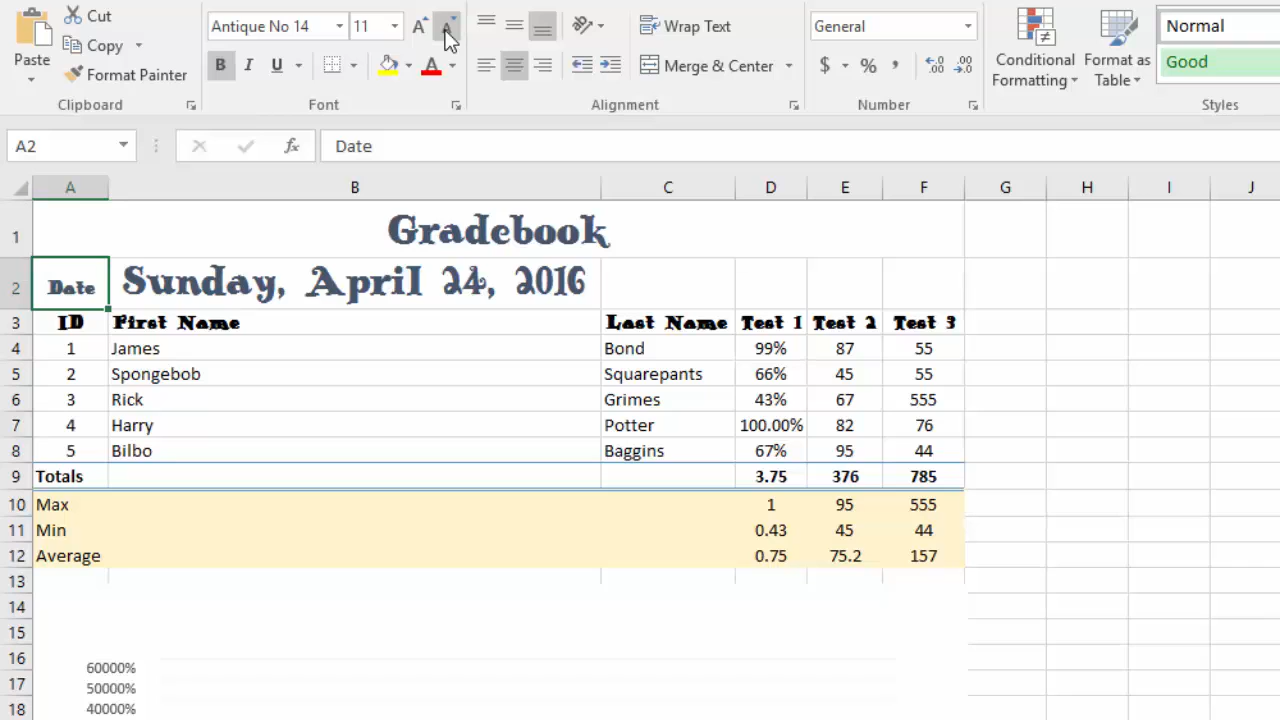 Cut
Copy
Format Painter
Paste
Clipboard
Antique No 14 11 A A
B I U A
Font
Wrap Text
Merge & Center
Alignment
General
$ % , .00 .0
Number
Conditional Formatting
Format as Table
Normal
Good
Styles
A2 fx Date
A B C D E F G H I J
1 Gradebook
2 Date Sunday, April 24, 2016
3 ID First Name Last Name Test 1 Test 2 Test 3
4 1 James Bond 99% 87 55
5 2 Spongebob Squarepants 66% 45 55
6 3 Rick Grimes 43% 67 555
7 4 Harry Potter 100.00% 82 76
8 5 Bilbo Baggins 67% 95 44
9 Totals 3.75 376 785
10 Max 1 95 555
11 Min 0.43 45 44
12 Average 0.75 75.2 157
13
14
15
16 60000%
17 50000%
18 40000%